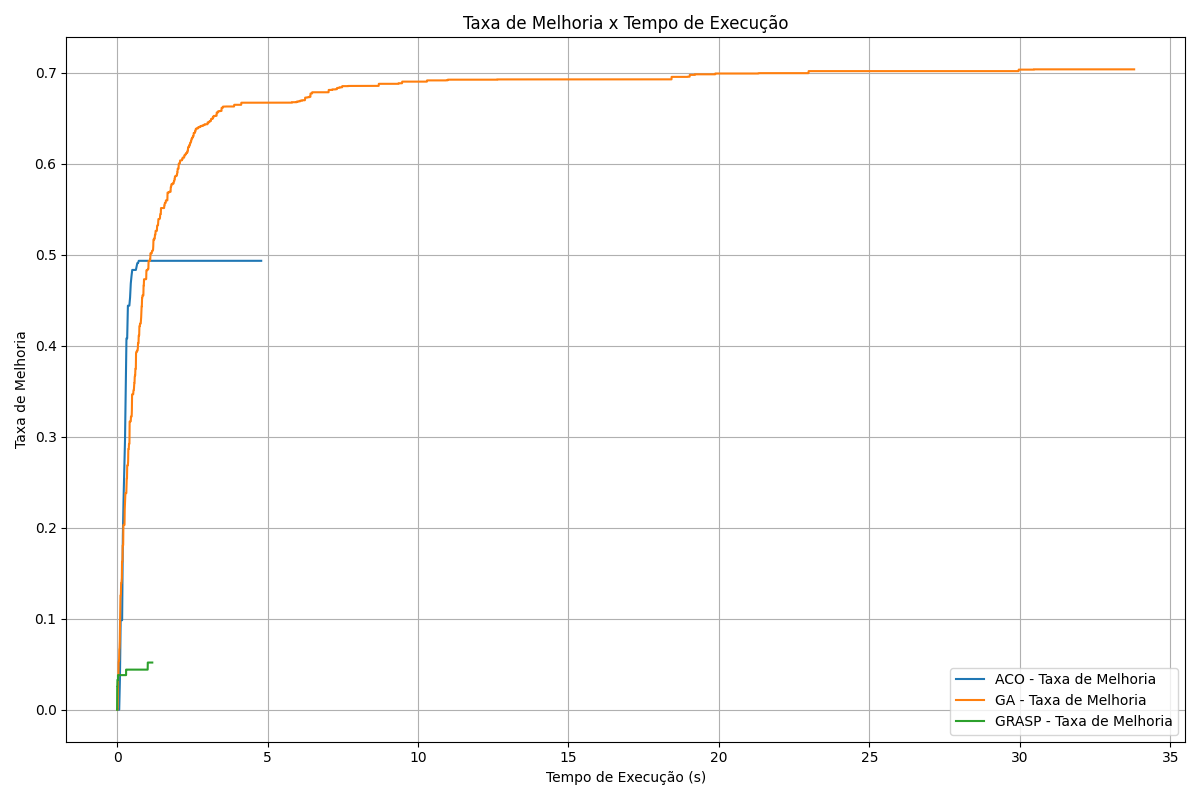 Taxa de Melhoria x Tempo de Execução
Taxa de Melhoria
0.7
0.6
0.5
0.4
0.3
0.2
0.1
0.0
ACO - Taxa de Melhoria
GA - Taxa de Melhoria
GRASP - Taxa de Melhoria
0 5 10 15 20 25 30 35
Tempo de Execução (s)